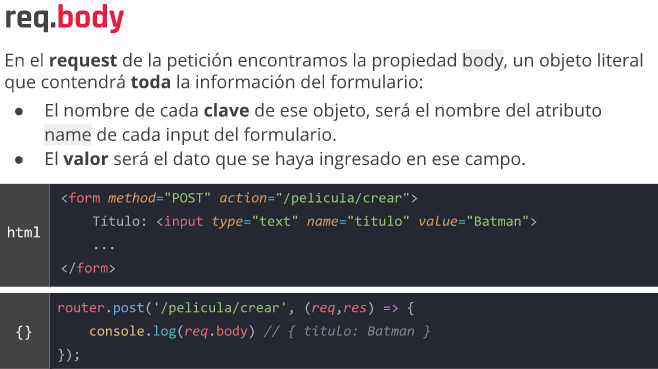 req.body
En el request de la petición encontramos la propiedad body, un objeto literal
que contendrá toda la información del formulario:
● El nombre de cada clave de ese objeto, será el nombre del atributo
name de cada input del formulario.
● El valor será el dato que se haya ingresado en ese campo.
html
<form method="POST" action="/pelicula/crear">
Título: <input type="text" name="titulo" value="Batman">
...
</form>
{}
router.post('/pelicula/crear', (req,res) => {
console.log(req.body) // { titulo: Batman }
});